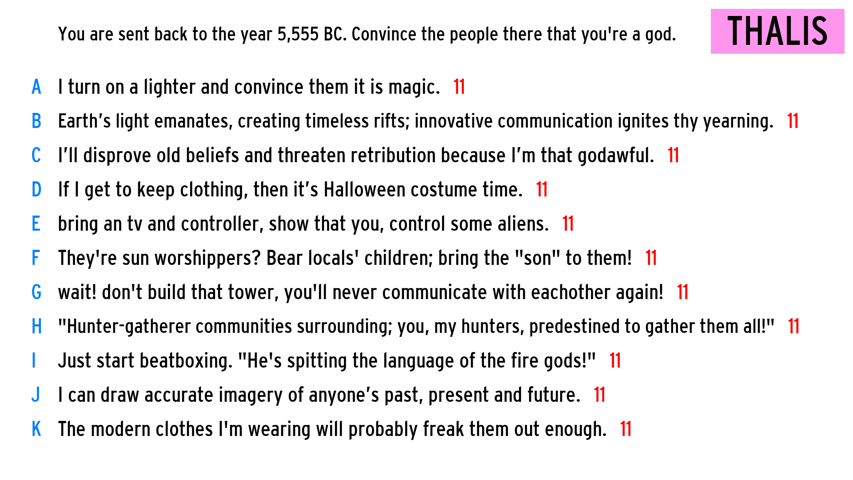 You are sent back to the year 5,555 BC. Convince the people there that you're a god.
THALIS
A I turn on a lighter and convince them it is magic. 11
B Earth’s light emanates, creating timeless rifts; innovative communication ignites thy yearning. 11
C I’ll disprove old beliefs and threaten retribution because I’m that godawful. 11
D If I get to keep clothing, then it’s Halloween costume time. 11
E bring an tv and controller, show that you, control some aliens. 11
F They're sun worshippers? Bear locals' children; bring the "son" to them! 11
G wait! don't build that tower, you'll never communicate with eachother again! 11
H "Hunter-gatherer communities surrounding; you, my hunters, predestined to gather them all!" 11
I Just start beatboxing. "He's spitting the language of the fire gods!" 11
J I can draw accurate imagery of anyone’s past, present and future. 11
K The modern clothes I'm wearing will probably freak them out enough. 11